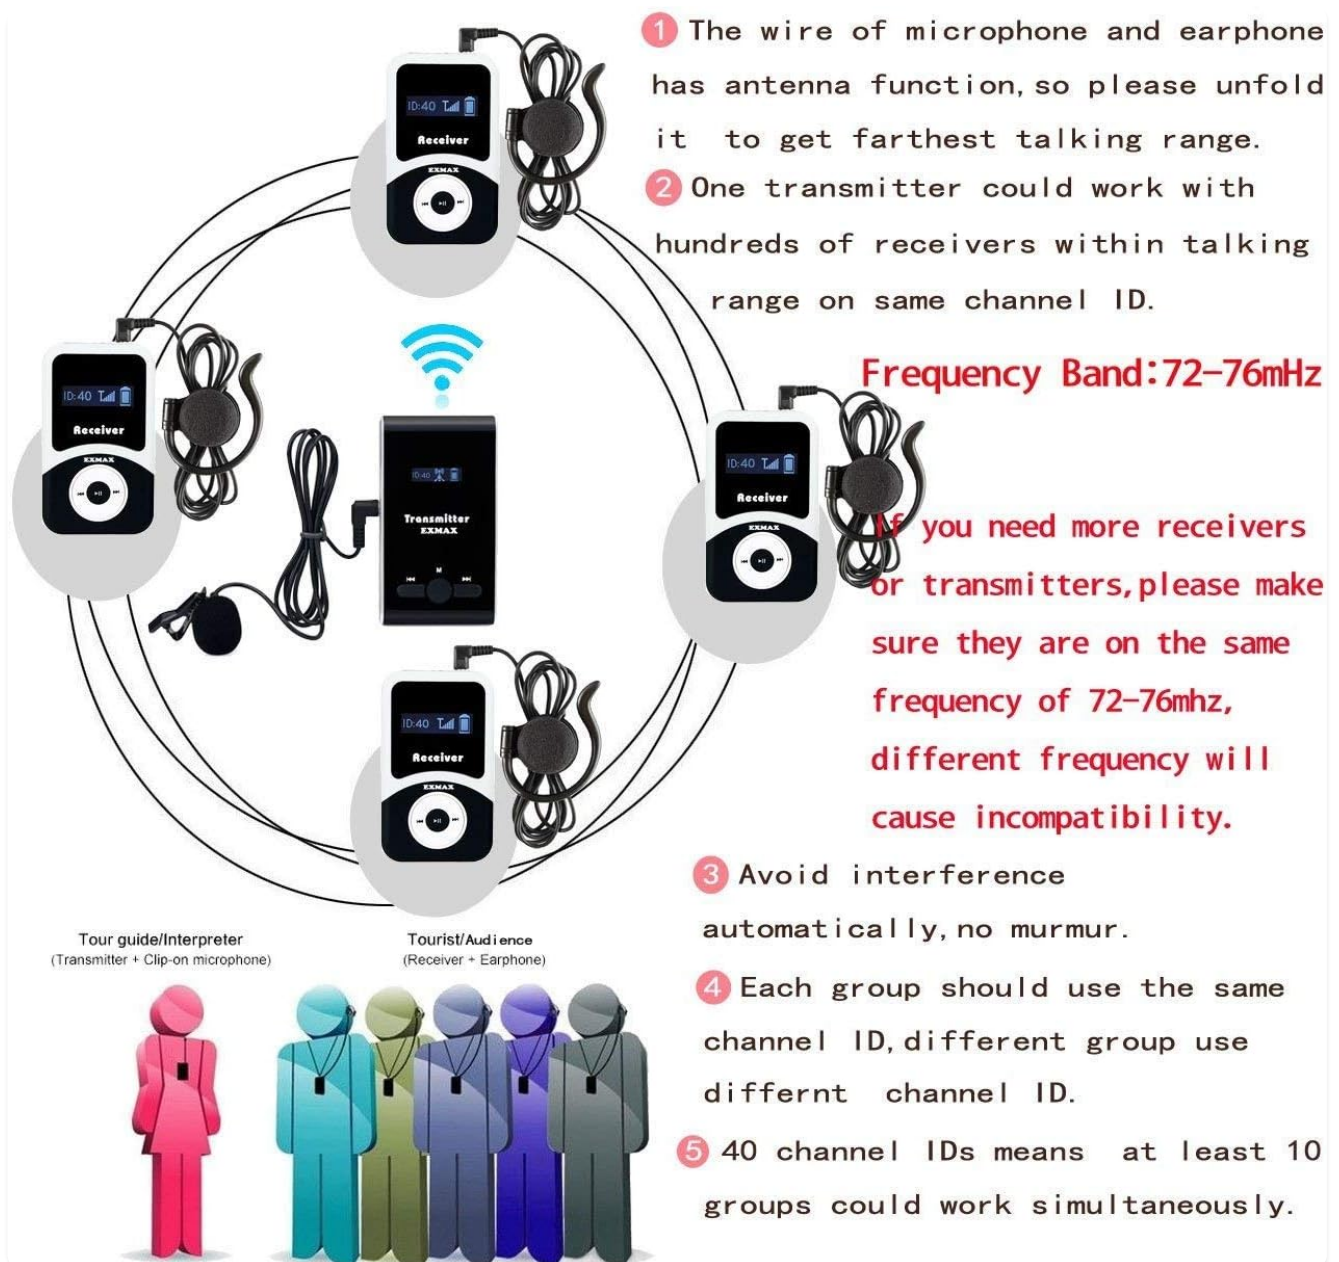 1 The wire of microphone and earphone
has antenna function,so please unfold
it to get farthest talking range.
2 One transmitter could work with
hundreds of receivers within talking
range on same channel ID.
Frequency Band:72-76mHz
If you need more receivers
or transmitters,please make
sure they are on the same
frequency of 72-76mhz,
different frequency will
cause incompatibility.
3 Avoid interference
automatically,no murmur.
4 Each group should use the same
channel ID,different group use
differnt channel ID.
5 40 channel IDs means at least 10
groups could work simultaneously.
ID:40
Receiver
EXMAX
ID:40
Receiver
EXMAX
ID:40
Transmitter
EXMAX
M
ID:40
Receiver
EXMAX
ID:40
Receiver
EXMAX
Tour guide/Interpreter
(Transmitter + Clip-on microphone)
Tourist/Audience
(Receiver + Earphone)